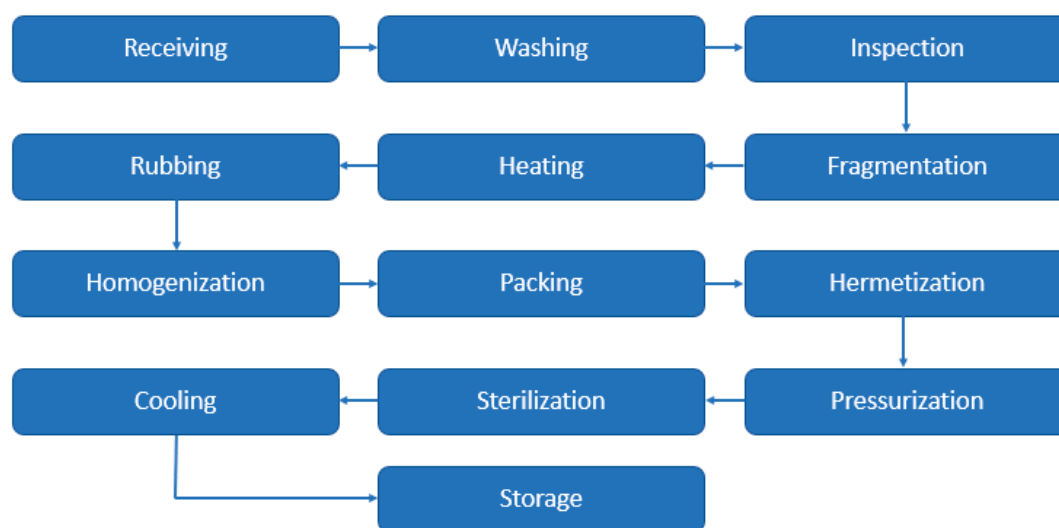 Receiving
Washing
Inspection
Fragmentation
Heating
Rubbing
Homogenization
Packing
Hermetization
Pressurization
Sterilization
Cooling
Storage